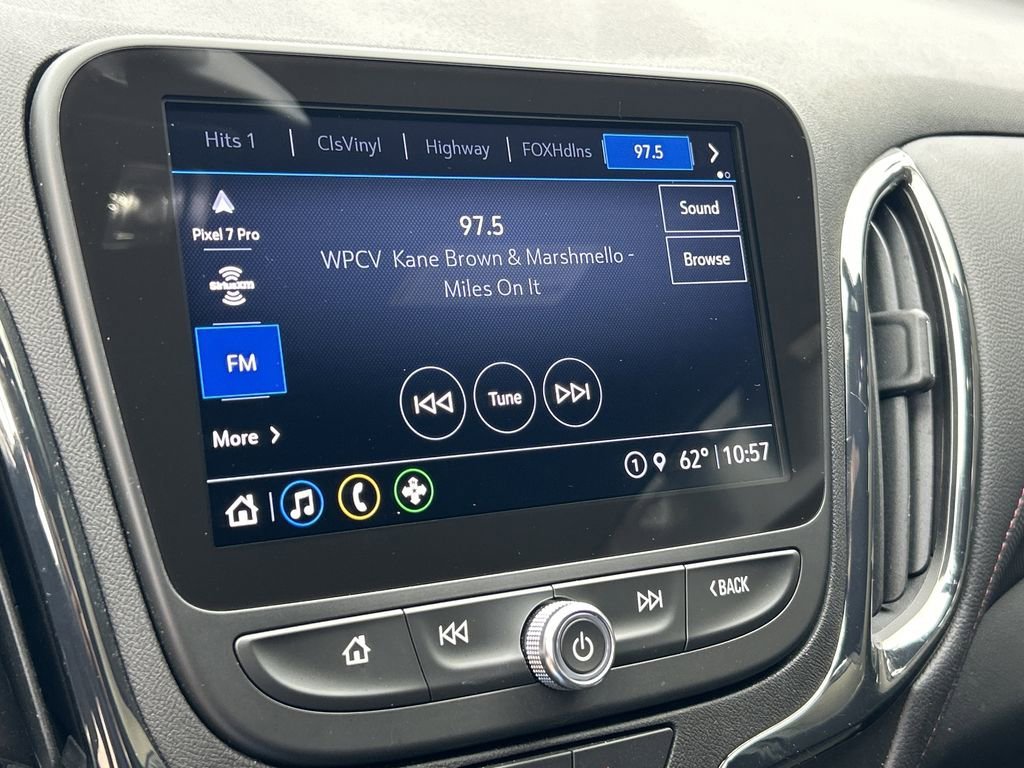 Hits 1 | ClsVinyl | Highway | FOXHdlns 97.5
Pixel 7 Pro
SiriusXM
FM
More
97.5
WPCV Kane Brown & Marshmello -
Miles On It
Sound
Browse
Tune
1 62° 10:57
BACK